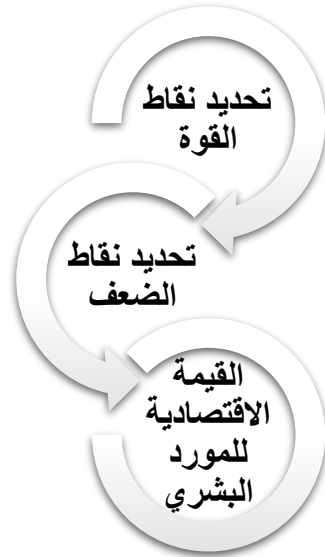 تحديد نقاط
القوة
تحديد نقاط
الضعف
القيمة
الاقتصادية
للمورد
البشري